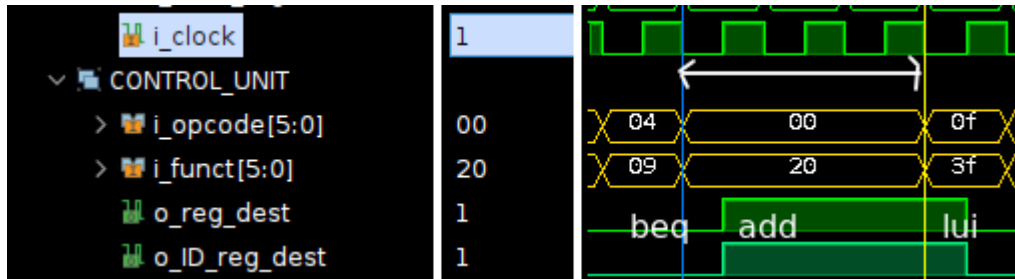 i_clock 1
CONTROL_UNIT
i_opcode[5:0] 00 04 00 0f
i_funct[5:0] 20 09 20 3f
o_reg_dest 1 beq add lui
o_ID_reg_dest 1